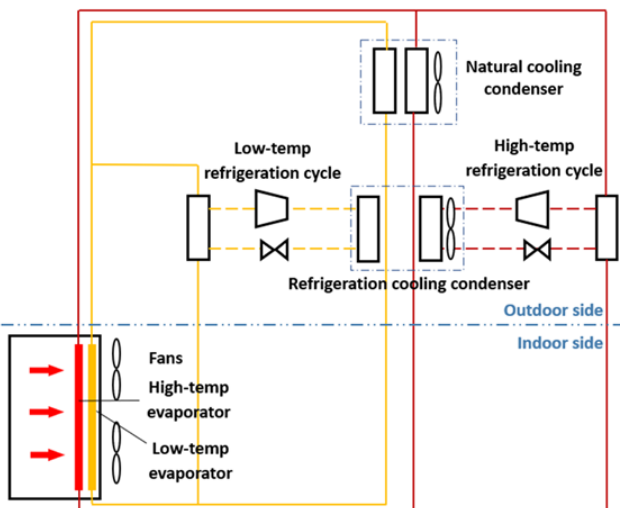 Natural cooling
condenser
Low-temp
refrigeration cycle
High-temp
refrigeration cycle
Refrigeration cooling condenser
Outdoor side
Indoor side
Fans
High-temp
evaporator
Low-temp
evaporator